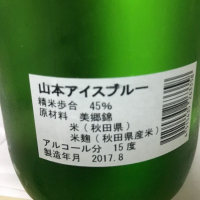 山本アイスブルー
精米歩合 45%
原材料 美郷錦
米（秋田県）
米麹（秋田県産米）
アルコール分 15度
製造年月 2017.8